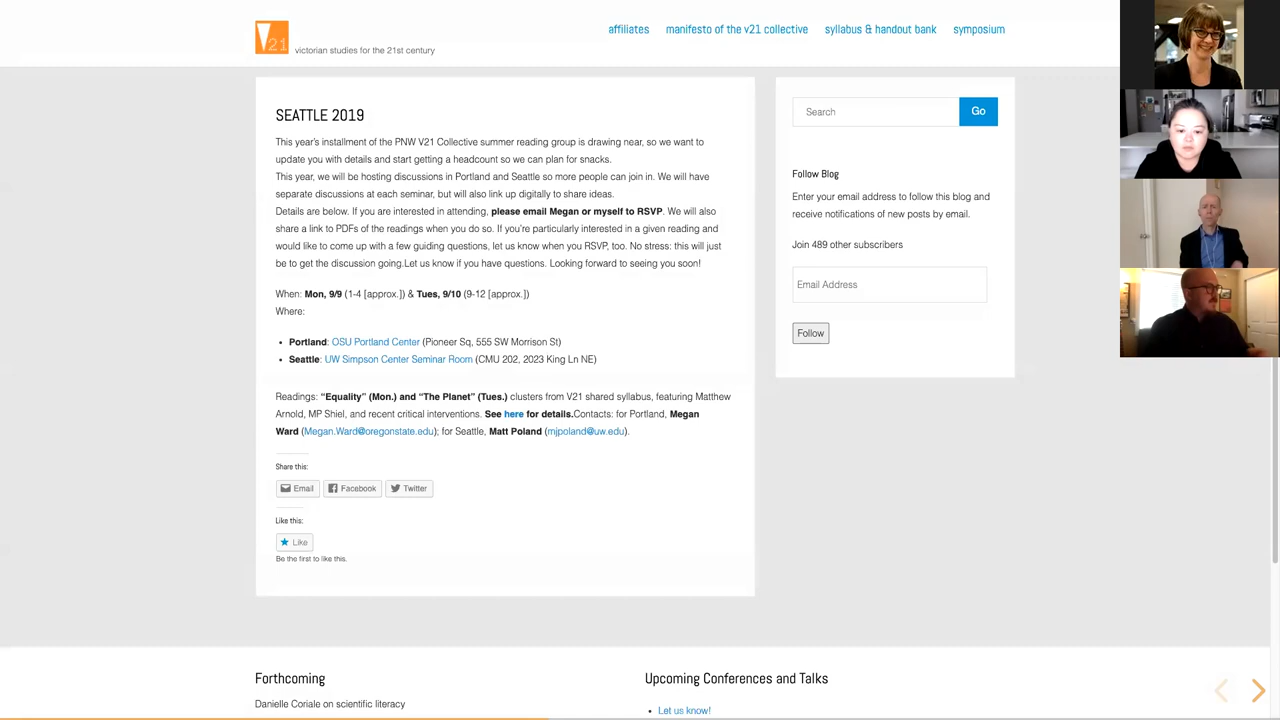 V21
victorian studies for the 21st century
affiliates
manifesto of the v21 collective
syllabus & handout bank
symposium
SEATTLE 2019
This year's installment of the PNW V21 Collective summer reading group is drawing near, so we want to
update you with details and start getting a headcount so we can plan for snacks.
This year, we will be hosting discussions in Portland and Seattle so more people can join in. We will have
separate discussions at each seminar, but will also link up digitally to share ideas.
Details are below. If you are interested in attending, please email Megan or myself to RSVP. We will also
share a link to PDFs of the readings when you do so. If you're particularly interested in a given reading and
would like to come up with a few guiding questions, let us know when you RSVP, too. No stress: this will just
be to get the discussion going.Let us know if you have questions. Looking forward to seeing you soon!
When: Mon, 9/9 (1-4 [approx.]) & Tues, 9/10 (9-12 [approx.])
Where:
• Portland: OSU Portland Center (Pioneer Sq, 555 SW Morrison St)
• Seattle: UW Simpson Center Seminar Room (CMU 202, 2023 King Ln NE)
Readings: “Equality” (Mon.) and “The Planet” (Tues.) clusters from V21 shared syllabus, featuring Matthew
Arnold, MP Shiel, and recent critical interventions. See here for details.Contacts: for Portland, Megan
Ward (Megan.Ward@oregonstate.edu); for Seattle, Matt Poland (mjpoland@uw.edu).
Share this:
Email
Facebook
Twitter
Like this:
Like
Be the first to like this.
Search
Go
Follow Blog
Enter your email address to follow this blog and
receive notifications of new posts by email.
Join 489 other subscribers
Email Address
Follow
Forthcoming
Danielle Coriale on scientific literacy
Upcoming Conferences and Talks
• Let us know!